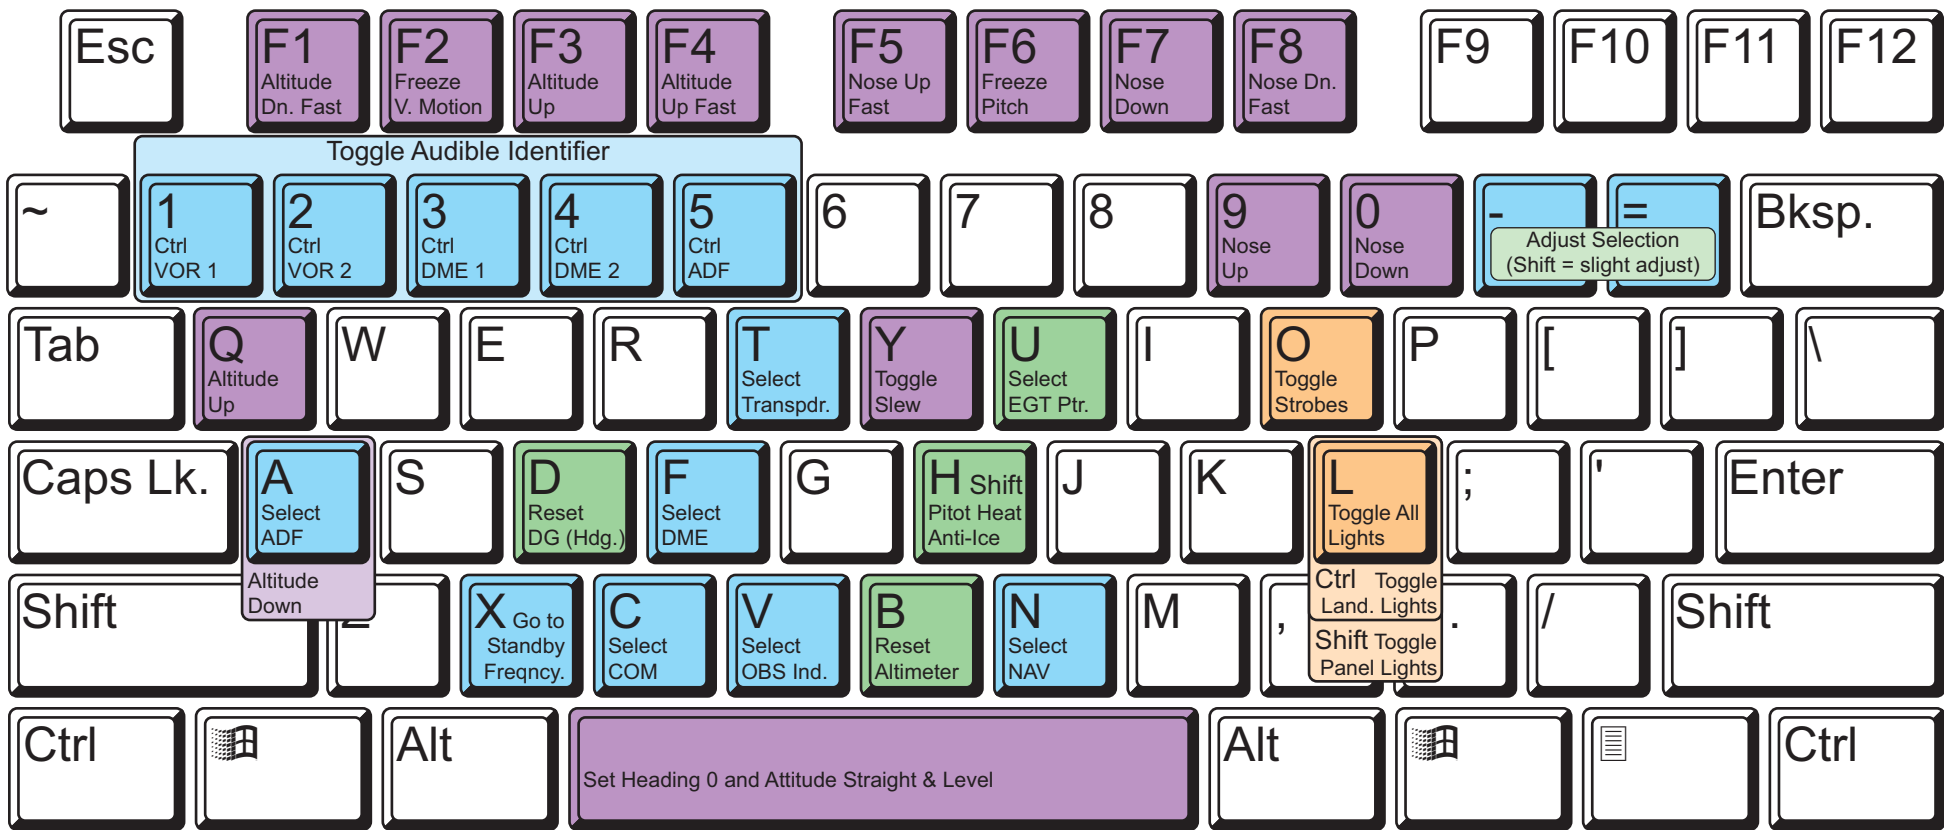 Esc
F1
Altitude
Dn. Fast
F2
Freeze
V. Motion
F3
Altitude
Up
F4
Altitude
Up Fast
F5
Nose Up
Fast
F6
Freeze
Pitch
F7
Nose
Down
F8
Nose Dn.
Fast
F9
F10
F11
F12
Toggle Audible Identifier
~
1
Ctrl
VOR 1
2
Ctrl
VOR 2
3
Ctrl
DME 1
4
Ctrl
DME 2
5
Ctrl
ADF
6
7
8
9
Nose
Up
0
Nose
Down
-
=
Adjust Selection
(Shift = slight adjust)
Bksp.
Tab
Q
Altitude
Up
W
E
R
T
Select
Transpdr.
Y
Toggle
Slew
U
Select
EGT Ptr.
I
O
Toggle
Strobes
P
[
]
\
Caps Lk.
A
Select
ADF
Altitude
Down
S
D
Reset
DG (Hdg.)
F
Select
DME
G
H Shift
Pitot Heat
Anti-Ice
J
K
L
Toggle All
Lights
Ctrl Toggle
Land. Lights
Shift Toggle
Panel Lights
;
'
Enter
Shift
X Go to
Standby
Freqncy.
C
Select
COM
V
Select
OBS Ind.
B
Reset
Altimeter
N
Select
NAV
M
,
.
/
Shift
Ctrl
Alt
Set Heading 0 and Attitude Straight & Level
Alt
Ctrl